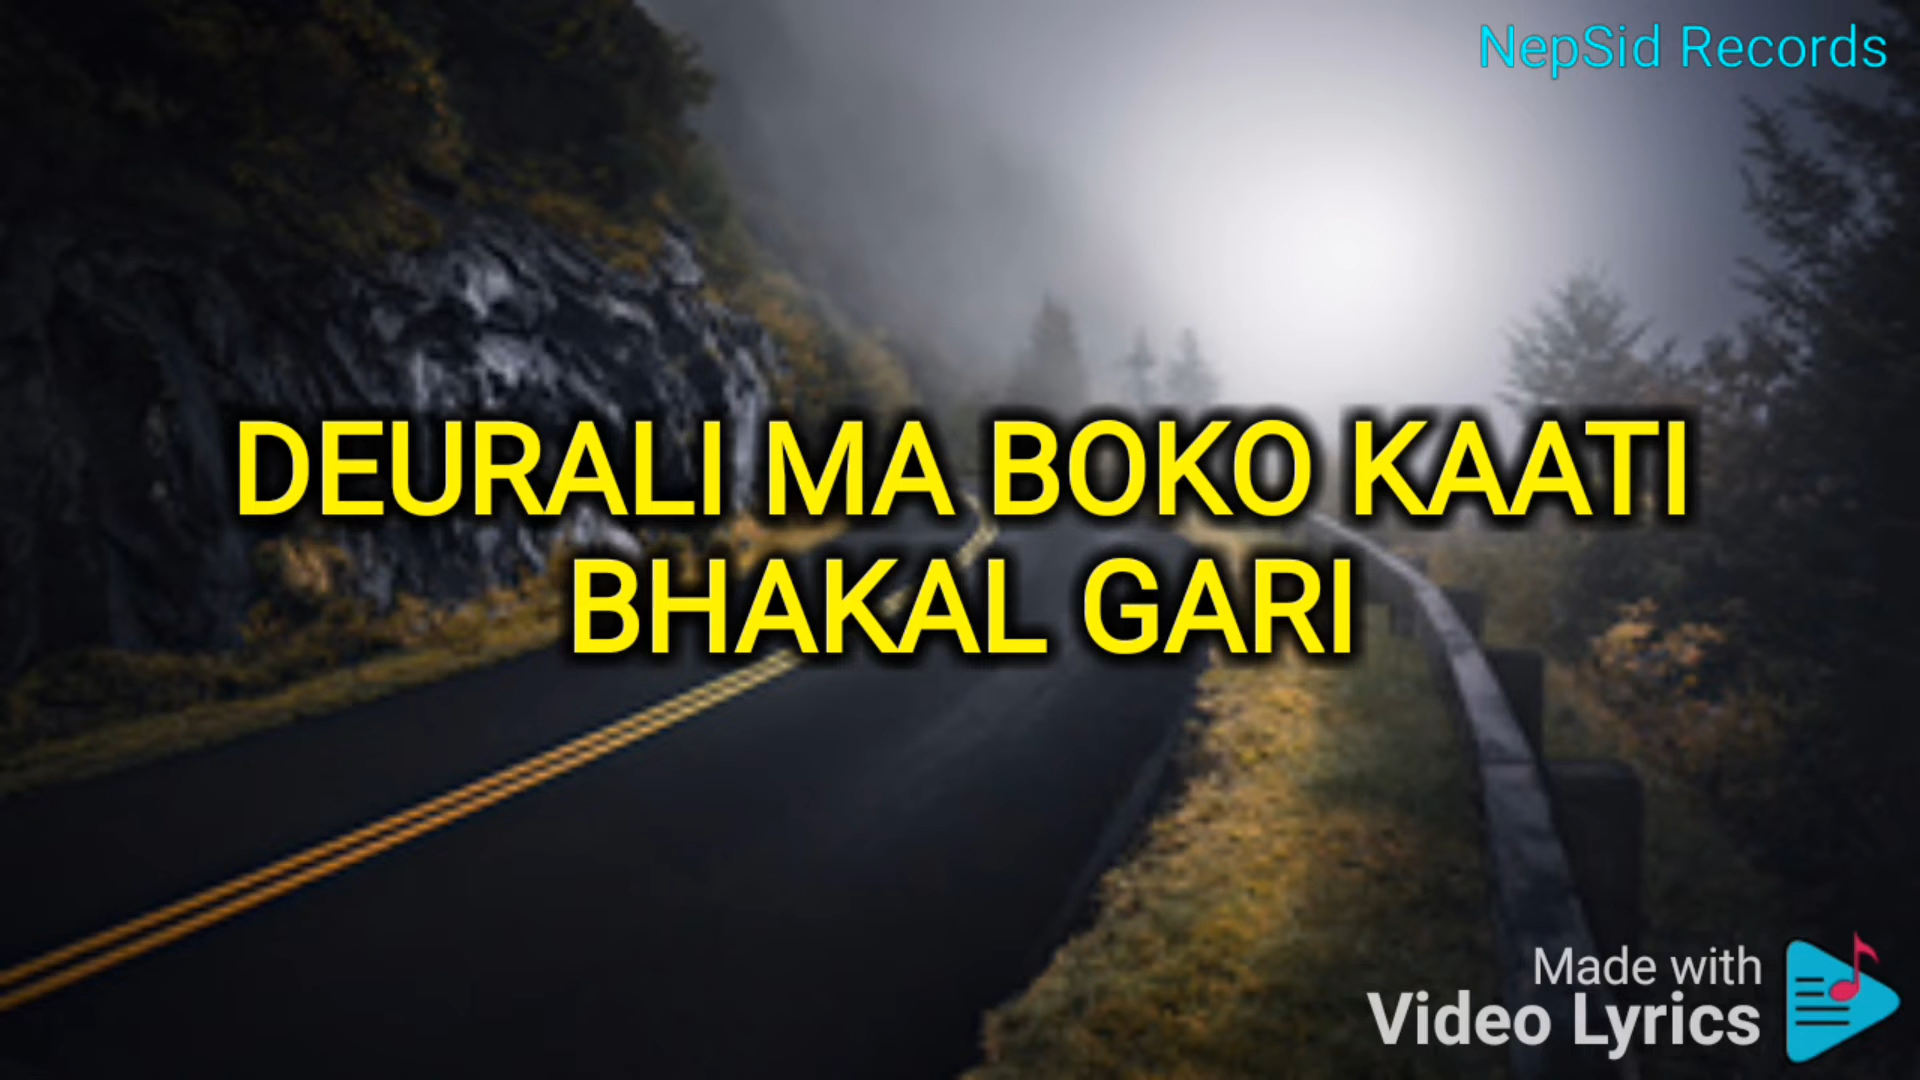 NepSid Records
DEURALI MA BOKO KAATI
BHAKAL GARI
Made with
Video Lyrics